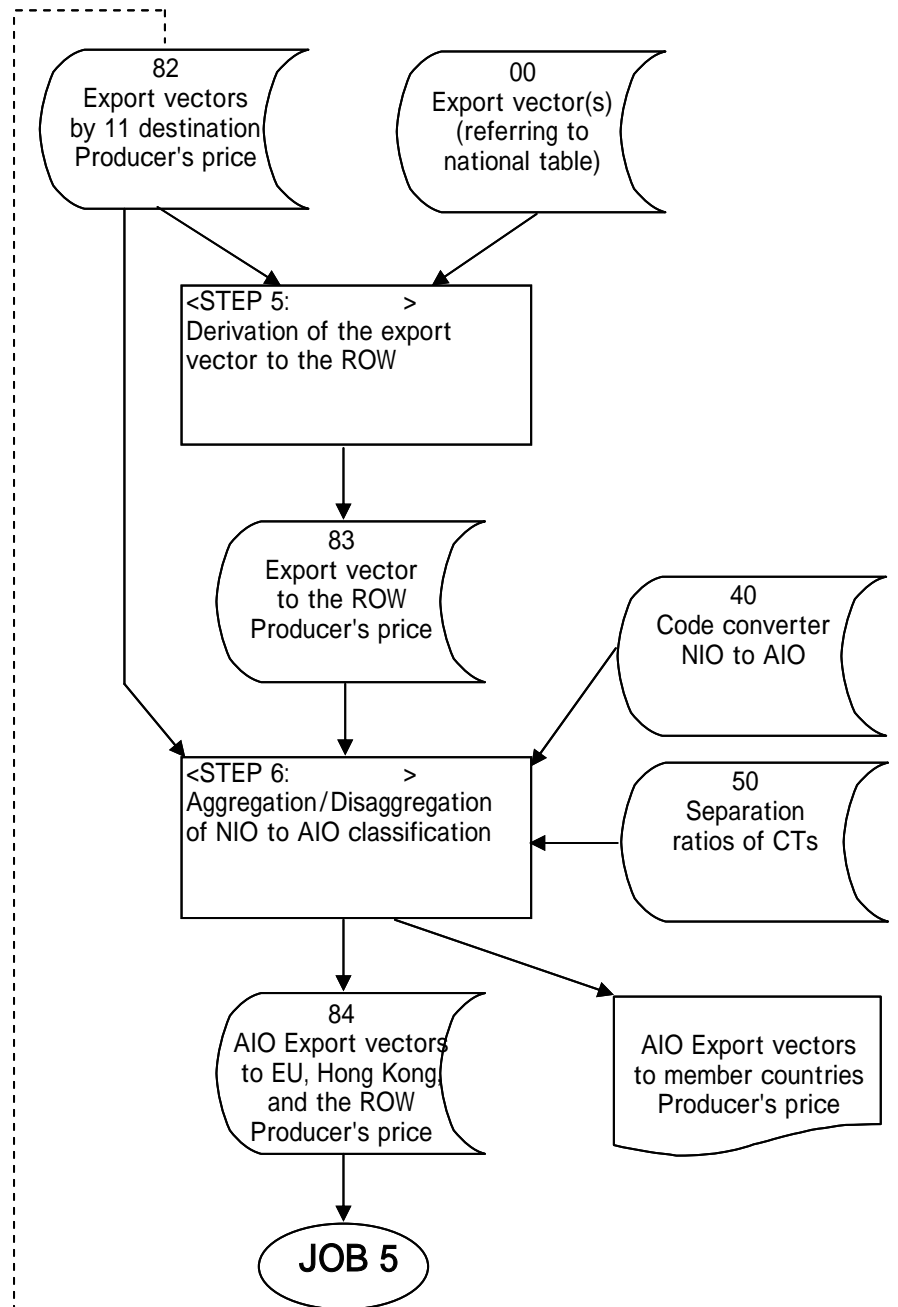 82
Export vectors
by 11 destination
Producer's price
00
Export vector(s)
(referring to
national table)
<STEP 5:                >
Derivation of the export
vector to the ROW
83
Export vector
to the ROW
Producer's price
40
Code converter
NIO to AIO
<STEP 6:                >
Aggregation/Disaggregation
of NIO to AIO classification
50
Separation
ratios of CTs
84
AIO Export vectors
to EU, Hong Kong,
and the ROW
Producer's price
AIO Export vectors
to member countries
Producer's price
JOB 5